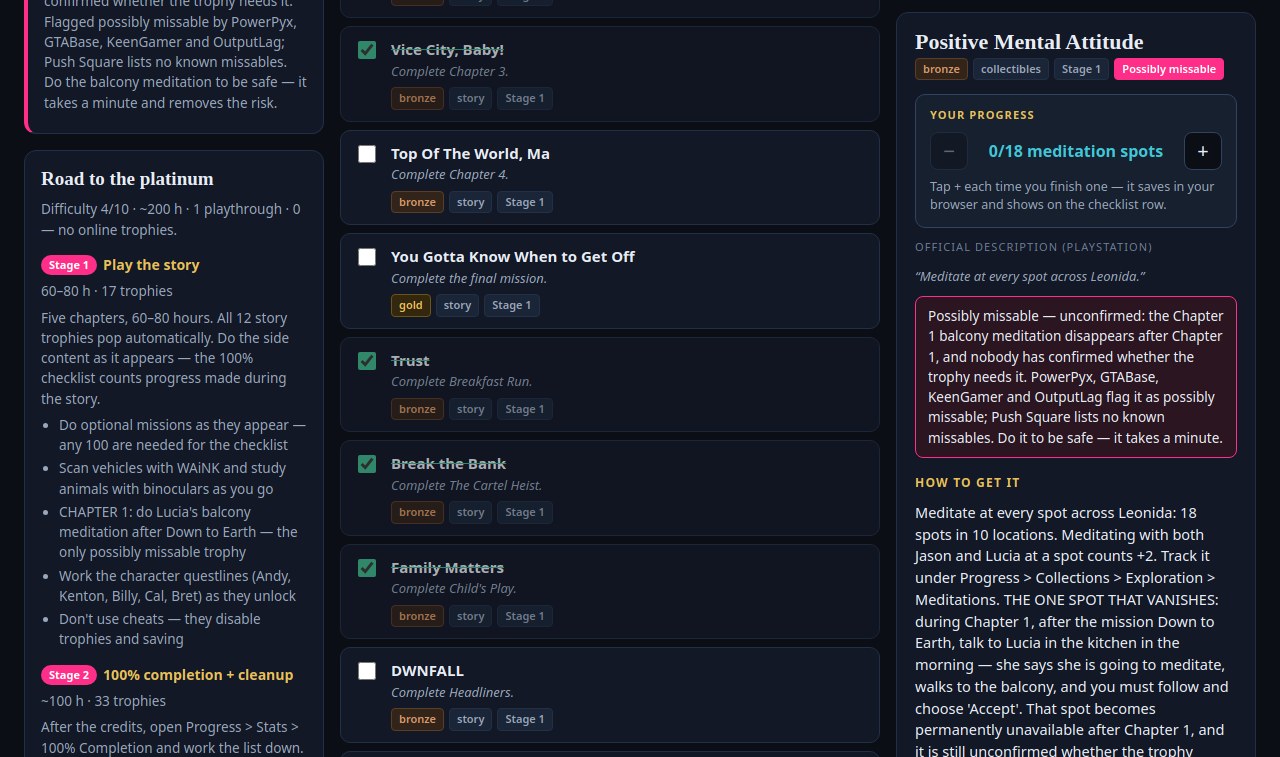 confirmed whether the trophy needs it.
Flagged possibly missable by PowerPyx,
GTABase, KeenGamer and OutputLag;
Push Square lists no known missables.
Do the balcony meditation to be safe — it
takes a minute and removes the risk.
Road to the platinum
Difficulty 4/10 · ~200 h · 1 playthrough · 0
— no online trophies.
Stage 1 Play the story
60–80 h · 17 trophies
Five chapters, 60–80 hours. All 12 story
trophies pop automatically. Do the side
content as it appears — the 100%
checklist counts progress made during
the story.
• Do optional missions as they appear —
any 100 are needed for the checklist
• Scan vehicles with WAiNK and study
animals with binoculars as you go
• CHAPTER 1: do Lucia's balcony
meditation after Down to Earth — the
only possibly missable trophy
• Work the character questlines (Andy,
Kenton, Billy, Cal, Bret) as they unlock
• Don't use cheats — they disable
trophies and saving
Stage 2 100% completion + cleanup
~100 h · 33 trophies
After the credits, open Progress > Stats >
100% Completion and work the list down.
bronze story Stage 1
Vice City, Baby!
Complete Chapter 3.
bronze story Stage 1
Top Of The World, Ma
Complete Chapter 4.
bronze story Stage 1
You Gotta Know When to Get Off
Complete the final mission.
gold story Stage 1
Trust
Complete Breakfast Run.
bronze story Stage 1
Break the Bank
Complete The Cartel Heist.
bronze story Stage 1
Family Matters
Complete Child's Play.
bronze story Stage 1
DWNFALL
Complete Headliners.
bronze story Stage 1
Positive Mental Attitude
bronze collectibles Stage 1 Possibly missable
YOUR PROGRESS
− 0/18 meditation spots +
Tap + each time you finish one — it saves in your
browser and shows on the checklist row.
OFFICIAL DESCRIPTION (PLAYSTATION)
“Meditate at every spot across Leonida.”
Possibly missable — unconfirmed: the Chapter
1 balcony meditation disappears after Chapter
1, and nobody has confirmed whether the
trophy needs it. PowerPyx, GTABase,
KeenGamer and OutputLag flag it as possibly
missable; Push Square lists no known
missables. Do it to be safe — it takes a minute.
HOW TO GET IT
Meditate at every spot across Leonida: 18
spots in 10 locations. Meditating with both
Jason and Lucia at a spot counts +2. Track it
under Progress > Collections > Exploration >
Meditations. THE ONE SPOT THAT VANISHES:
during Chapter 1, after the mission Down to
Earth, talk to Lucia in the kitchen in the
morning — she says she is going to meditate,
walks to the balcony, and you must follow and
choose 'Accept'. That spot becomes
permanently unavailable after Chapter 1, and
it is still unconfirmed whether the trophy